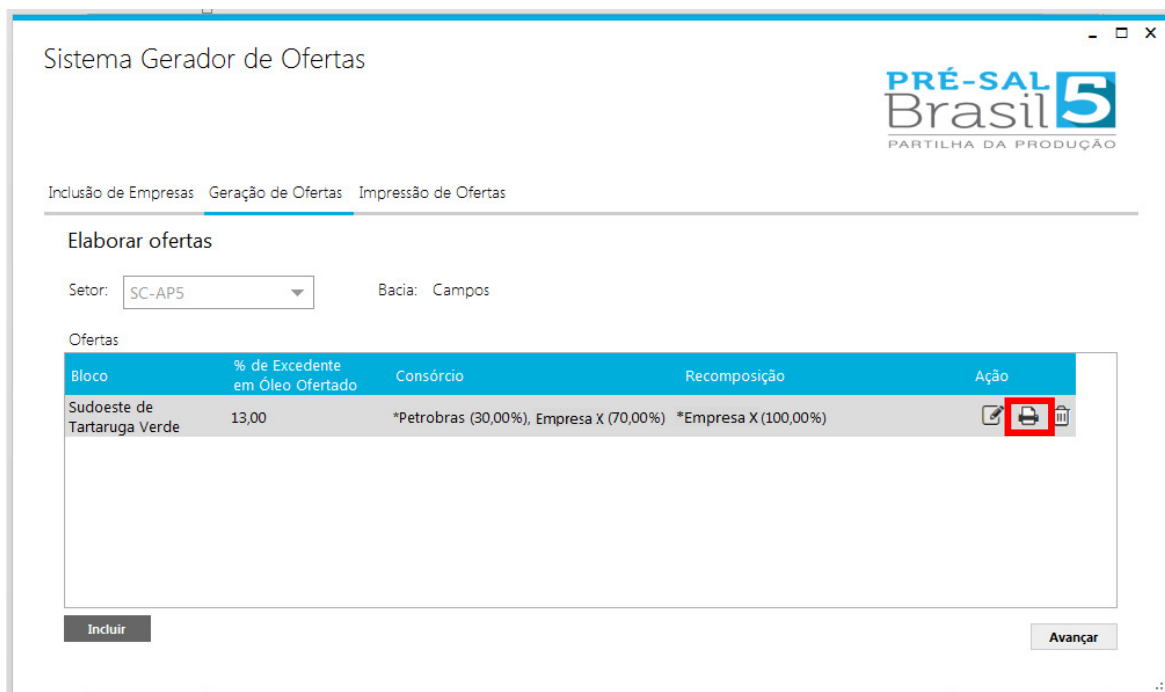 Sistema Gerador de Ofertas
PRÉ-SAL
Brasil 5
PARTILHA DA PRODUÇÃO
Inclusão de Empresas Geração de Ofertas Impressão de Ofertas
Elaborar ofertas
Setor: SC-AP5 Bacia: Campos
Ofertas
Bloco % de Excedente em Óleo Ofertado Consórcio Recomposição Ação
Sudoeste de Tartaruga Verde 13,00 *Petrobras (30,00%), Empresa X (70,00%) *Empresa X (100,00%)
Incluir
Avançar